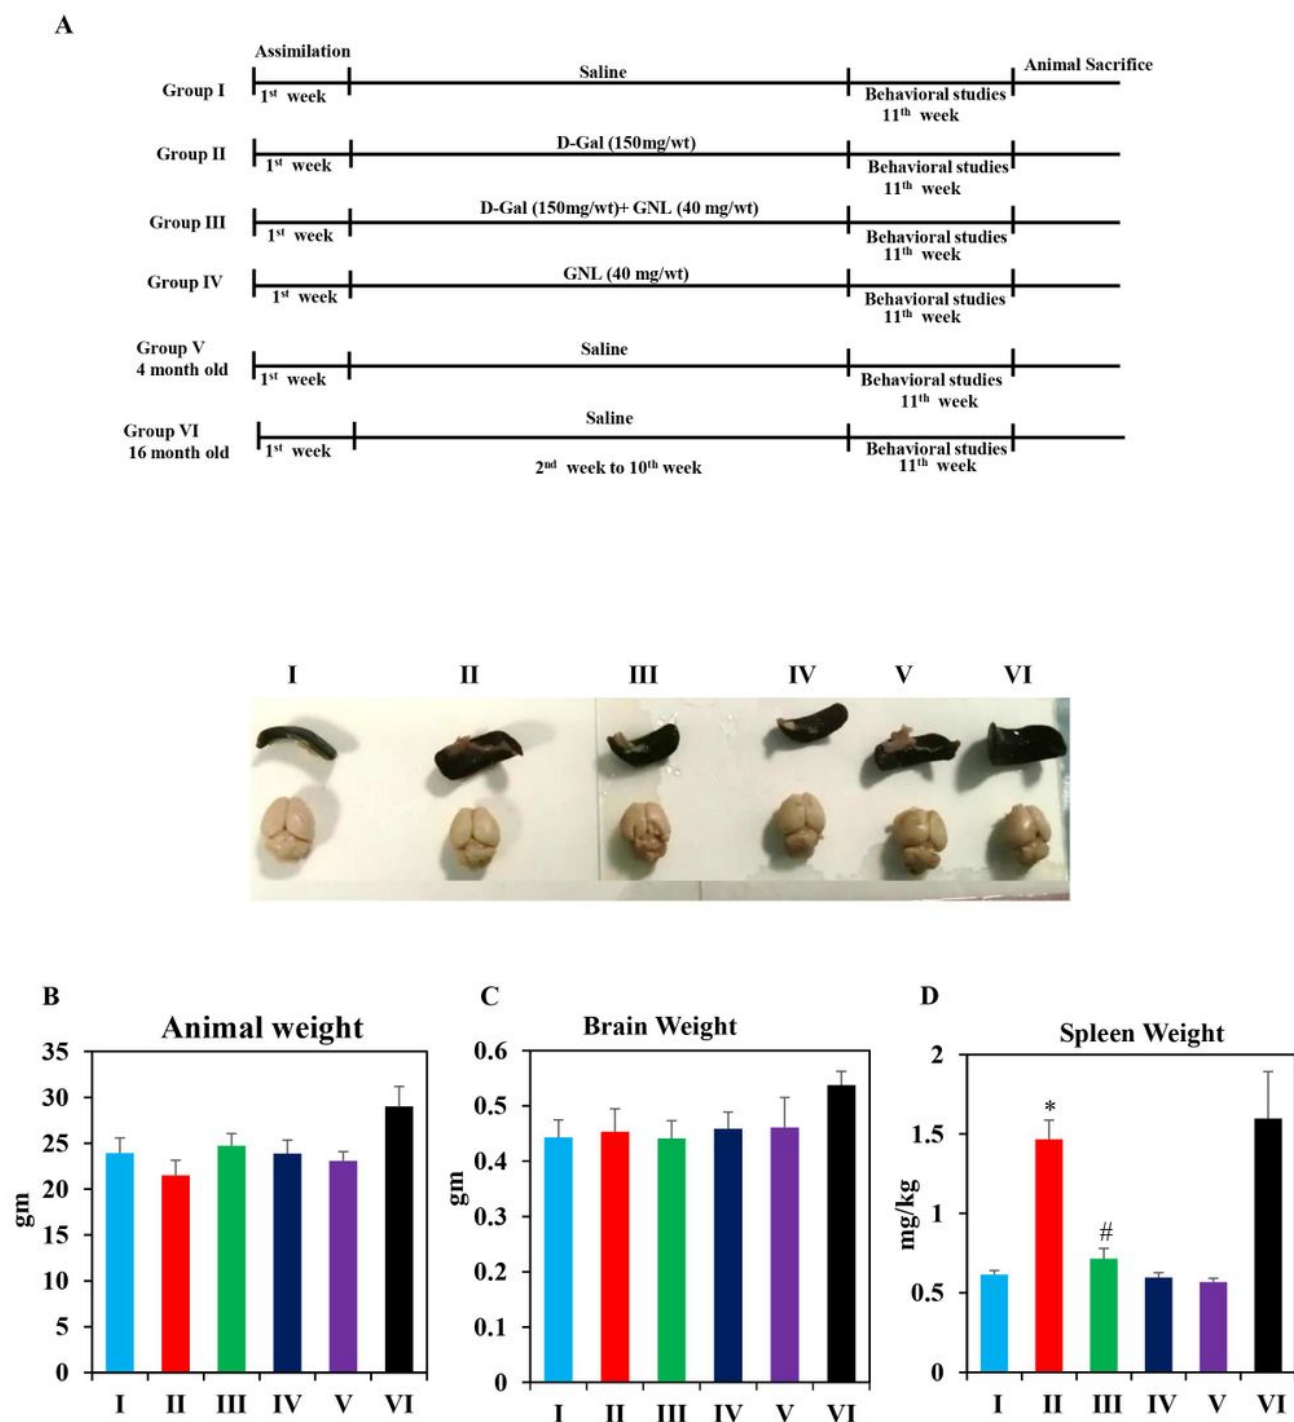 A
Assimilation
Saline
Animal Sacrifice
Group I
1st week
Behavioral studies
11th week
D-Gal (150mg/wt)
Group II
1st week
Behavioral studies
11th week
D-Gal (150mg/wt)+ GNL (40 mg/wt)
Group III
1st week
Behavioral studies
11th week
GNL (40 mg/wt)
Group IV
1st week
Behavioral studies
11th week
Group V
4 month old
Saline
1st week
Behavioral studies
11th week
Group VI
16 month old
Saline
1st week
2nd week to 10th week
Behavioral studies
11th week
I II III IV V VI
B
Animal weight
35
30
25
20
15
10
5
0
gm
I II III IV V VI
C
Brain Weight
0.6
0.5
0.4
0.3
0.2
0.1
0
gm
I II III IV V VI
D
Spleen Weight
2
1.5
1
0.5
0
mg/kg
*
#
I II III IV V VI